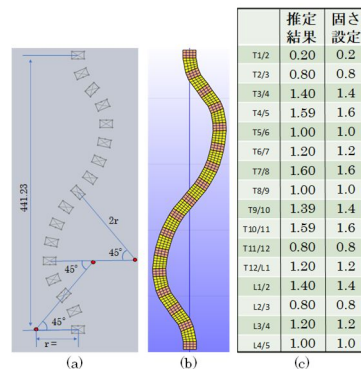 441.23
2r
45°
45°
45°
r =
(a)
(b)
推定結果 固さ設定
T1/2 0.20 0.2
T2/3 0.80 0.8
T3/4 1.40 1.4
T4/5 1.59 1.6
T5/6 1.00 1.0
T6/7 1.20 1.2
T7/8 1.60 1.6
T8/9 1.00 1.0
T9/10 1.39 1.4
T10/11 1.59 1.6
T11/12 0.80 0.8
T12/L1 1.20 1.2
L1/2 1.40 1.4
L2/3 0.80 0.8
L3/4 1.20 1.2
L4/5 1.00 1.0
(c)